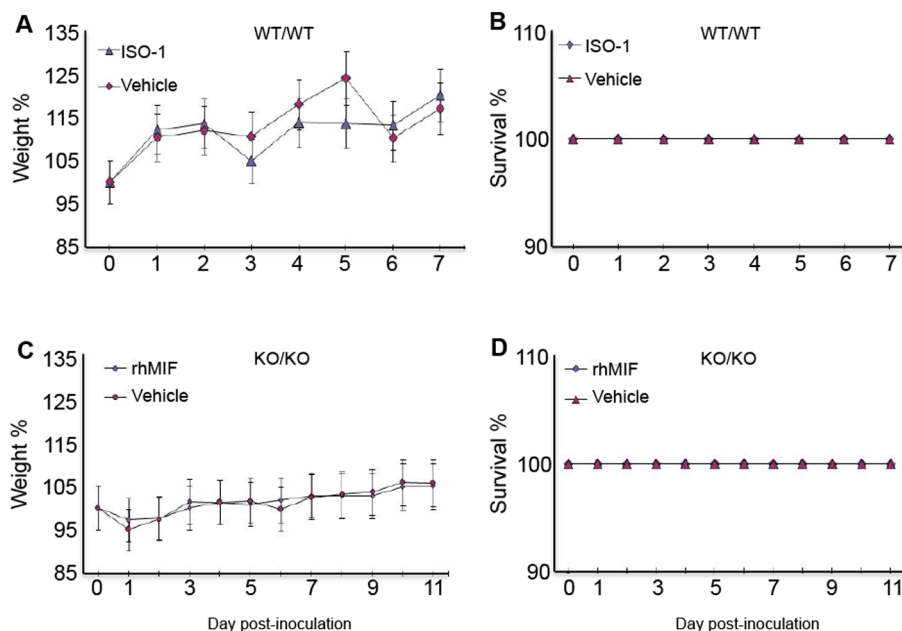 A
WT/WT
ISO-1
Vehicle
Weight %
135
125
115
105
95
85
0 1 2 3 4 5 6 7
B
WT/WT
ISO-1
Vehicle
Survival %
110
100
90
0 1 2 3 4 5 6 7
C
KO/KO
rhMIF
Vehicle
Weight %
135
125
115
105
95
85
0 1 3 5 7 9 11
Day post-inoculation
D
KO/KO
rhMIF
Vehicle
Survival %
110
100
90
0 1 3 5 7 9 11
Day post-inoculation